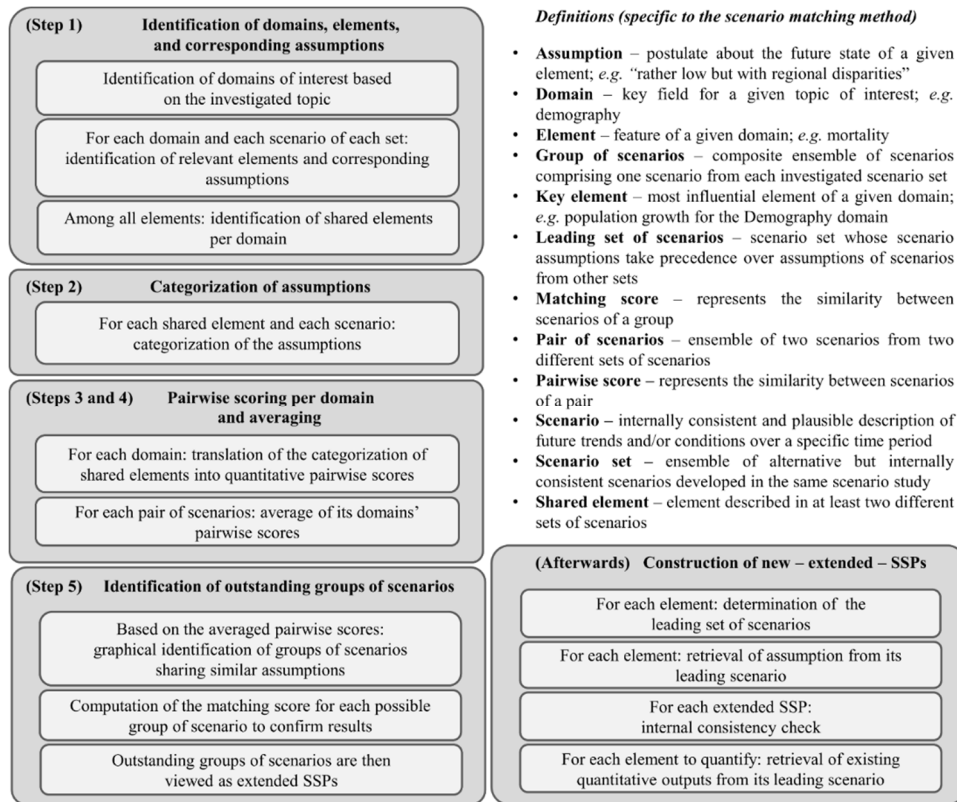 (Step 1) Identification of domains, elements,
and corresponding assumptions
Identification of domains of interest based
on the investigated topic
For each domain and each scenario of each set:
identification of relevant elements and corresponding
assumptions
Among all elements: identification of shared elements
per domain
(Step 2) Categorization of assumptions
For each shared element and each scenario:
categorization of the assumptions
(Steps 3 and 4) Pairwise scoring per domain
and averaging
For each domain: translation of the categorization of
shared elements into quantitative pairwise scores
For each pair of scenarios: average of its domains’
pairwise scores
(Step 5) Identification of outstanding groups of scenarios
Based on the averaged pairwise scores:
graphical identification of groups of scenarios
sharing similar assumptions
Computation of the matching score for each possible
group of scenario to confirm results
Outstanding groups of scenarios are then
viewed as extended SSPs
Definitions (specific to the scenario matching method)
• Assumption – postulate about the future state of a given
element; e.g. “rather low but with regional disparities”
• Domain – key field for a given topic of interest; e.g.
demography
• Element – feature of a given domain; e.g. mortality
• Group of scenarios – composite ensemble of scenarios
comprising one scenario from each investigated scenario set
• Key element – most influential element of a given domain;
e.g. population growth for the Demography domain
• Leading set of scenarios – scenario set whose scenario
assumptions take precedence over assumptions of scenarios
from other sets
• Matching score – represents the similarity between
scenarios of a group
• Pair of scenarios – ensemble of two scenarios from two
different sets of scenarios
• Pairwise score – represents the similarity between scenarios
of a pair
• Scenario – internally consistent and plausible description of
future trends and/or conditions over a specific time period
• Scenario set – ensemble of alternative but internally
consistent scenarios developed in the same scenario study
• Shared element – element described in at least two different
sets of scenarios
(Afterwards) Construction of new – extended – SSPs
For each element: determination of the
leading set of scenarios
For each element: retrieval of assumption from its
leading scenario
For each extended SSP:
internal consistency check
For each element to quantify: retrieval of existing
quantitative outputs from its leading scenario